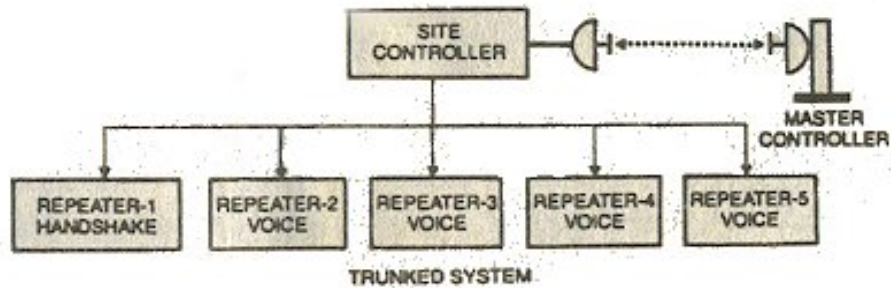 SITE
CONTROLLER
MASTER
CONTROLLER
REPEATER-1
HANDSHAKE
REPEATER-2
VOICE
REPEATER-3
VOICE
REPEATER-4
VOICE
REPEATER-5
VOICE
TRUNKED SYSTEM